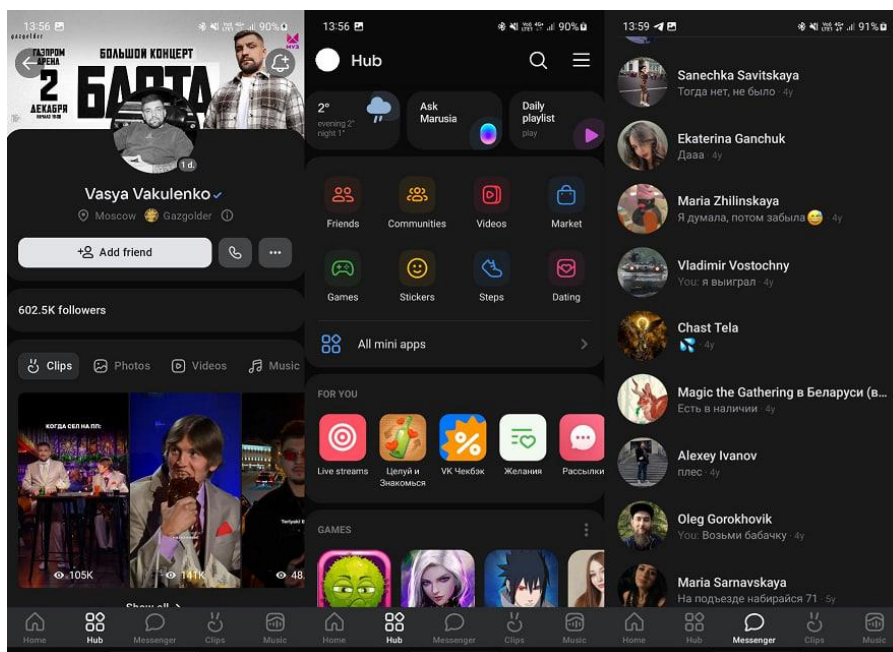 13:56
90%
gazgolder
ГАЗПРОМ
АРЕНА
2
ДЕКАБРЯ
БОЛЬШОЙ КОНЦЕРТ
БАСТА
МУЗ
1 d.
Vasya Vakulenko
Moscow Gazgolder
Add friend
602.5K followers
Clips Photos Videos Music
КОГДА СЕЛ НА ПП:
Teriyaki
105K
141K
48.
Show all
Home Hub Messenger Clips Music
13:56
90%
Hub
2°
evening 2°
night 1°
Ask
Marusia
Daily
playlist
play
Friends Communities Videos Market
Games Stickers Steps Dating
All mini apps
FOR YOU
Live streams
Целуй и
Знакомься
VK Чекбэк
Желания
Рассылки
GAMES
Home Hub Messenger Clips Music
13:59
91%
Sanechka Savitskaya
Тогда нет, не было · 4y
Ekaterina Ganchuk
Дааа · 4y
Maria Zhilinskaya
Я думала, потом забыла😅 · 4y
Vladimir Vostochny
You: я выиграл · 4y
Chast Tela
💦 · 4y
Magic the Gathering в Беларуси (в...
Есть в наличии · 4y
Alexey Ivanov
плес · 4y
Oleg Gorokhovik
You: Возьми бабачку · 4y
Maria Sarnavskaya
На подъезде набирайся 71 · 5y
Home Hub Messenger Clips Music